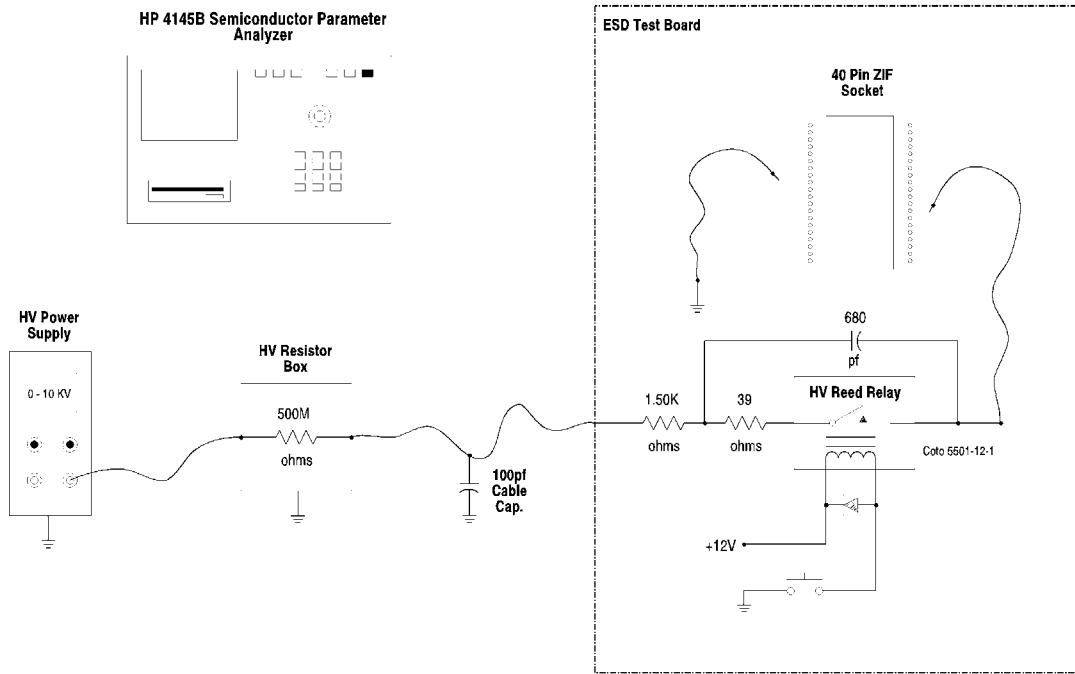 HP 4145B Semiconductor Parameter
Analyzer
ESD Test Board
40 Pin ZIF
Socket
HV Power
Supply
0 - 10 KV
HV Resistor
Box
500M
ohms
100pf
Cable
Cap.
680
pf
HV Reed Relay
1.50K
ohms
39
ohms
Coto 5501-12-1
+12V